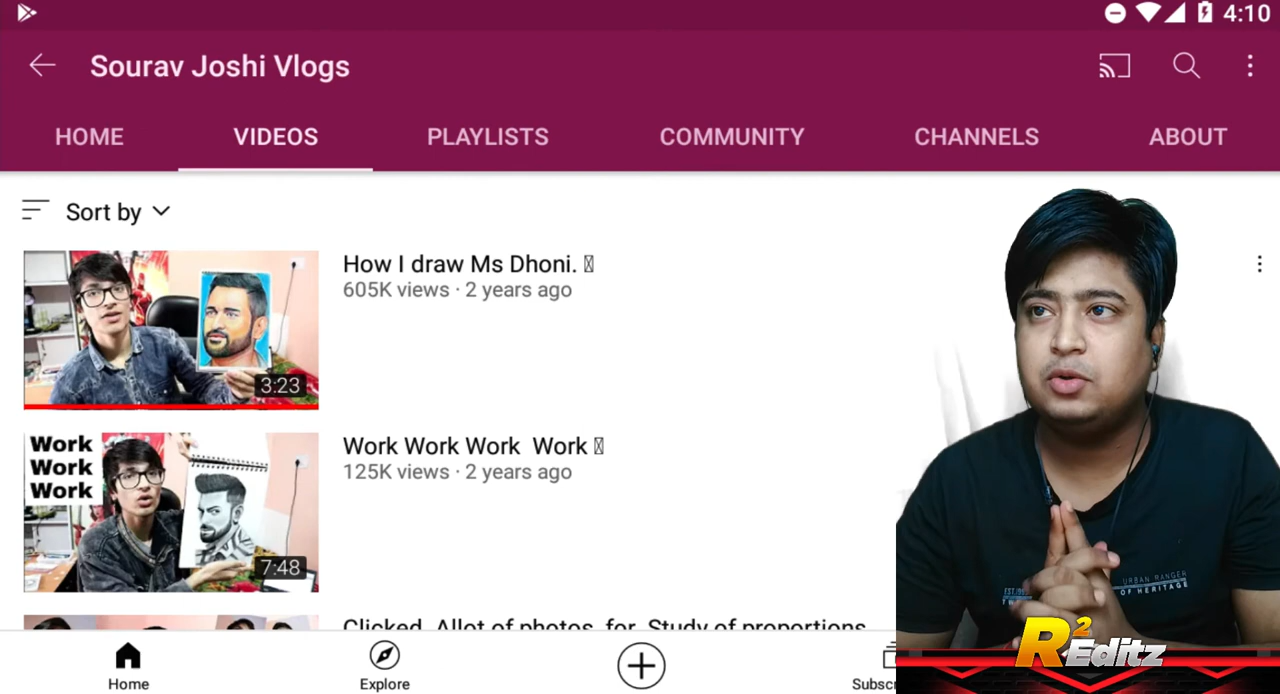 4:10
Sourav Joshi Vlogs
HOME
VIDEOS
PLAYLISTS
COMMUNITY
CHANNELS
ABOUT
Sort by
How I draw Ms Dhoni.
605K views · 2 years ago
3:23
Work
Work
Work
Work Work Work Work
125K views · 2 years ago
7:48
Clicked Allot of photos for Study of proportions
Home
Explore
Subsc
URBAN RANGER
OF HERITAGE
R2 Editz